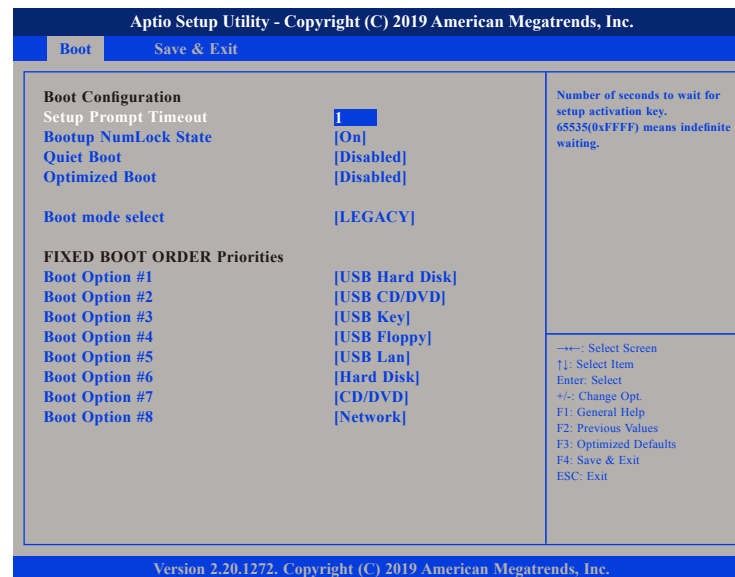 Aptio Setup Utility - Copyright (C) 2019 American Megatrends, Inc.
Boot Save & Exit
Boot Configuration
Setup Prompt Timeout 1
Bootup NumLock State [On]
Quiet Boot [Disabled]
Optimized Boot [Disabled]
Boot mode select [LEGACY]
FIXED BOOT ORDER Priorities
Boot Option #1 [USB Hard Disk]
Boot Option #2 [USB CD/DVD]
Boot Option #3 [USB Key]
Boot Option #4 [USB Floppy]
Boot Option #5 [USB Lan]
Boot Option #6 [Hard Disk]
Boot Option #7 [CD/DVD]
Boot Option #8 [Network]
Number of seconds to wait for
setup activation key.
65535(0xFFFF) means indefinite
waiting.
→←: Select Screen
↑↓: Select Item
Enter: Select
+/-: Change Opt.
F1: General Help
F2: Previous Values
F3: Optimized Defaults
F4: Save & Exit
ESC: Exit
Version 2.20.1272. Copyright (C) 2019 American Megatrends, Inc.